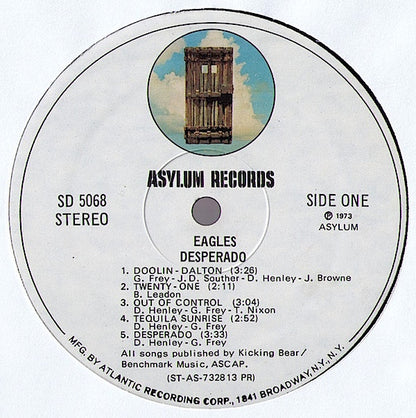 ASYLUM RECORDS
SD 5068
STEREO
SIDE ONE
Ⓟ 1973
ASYLUM
EAGLES
DESPERADO
1. DOOLIN-DALTON (3:26)
G. Frey-J.D. Souther-D. Henley-J. Browne
2. TWENTY-ONE (2:11)
B. Leadon
3. OUT OF CONTROL (3:04)
D. Henley-G. Frey-T. Nixon
4. TEQUILA SUNRISE (2:52)
D. Henley-G. Frey
5. DESPERADO (3:33)
D. Henley-G. Frey
All songs published by Kicking Bear/
Benchmark Music, ASCAP.
(ST-AS-732813 PR)
MFG. BY ATLANTIC RECORDING CORP., 1841 BROADWAY, N.Y., N.Y.